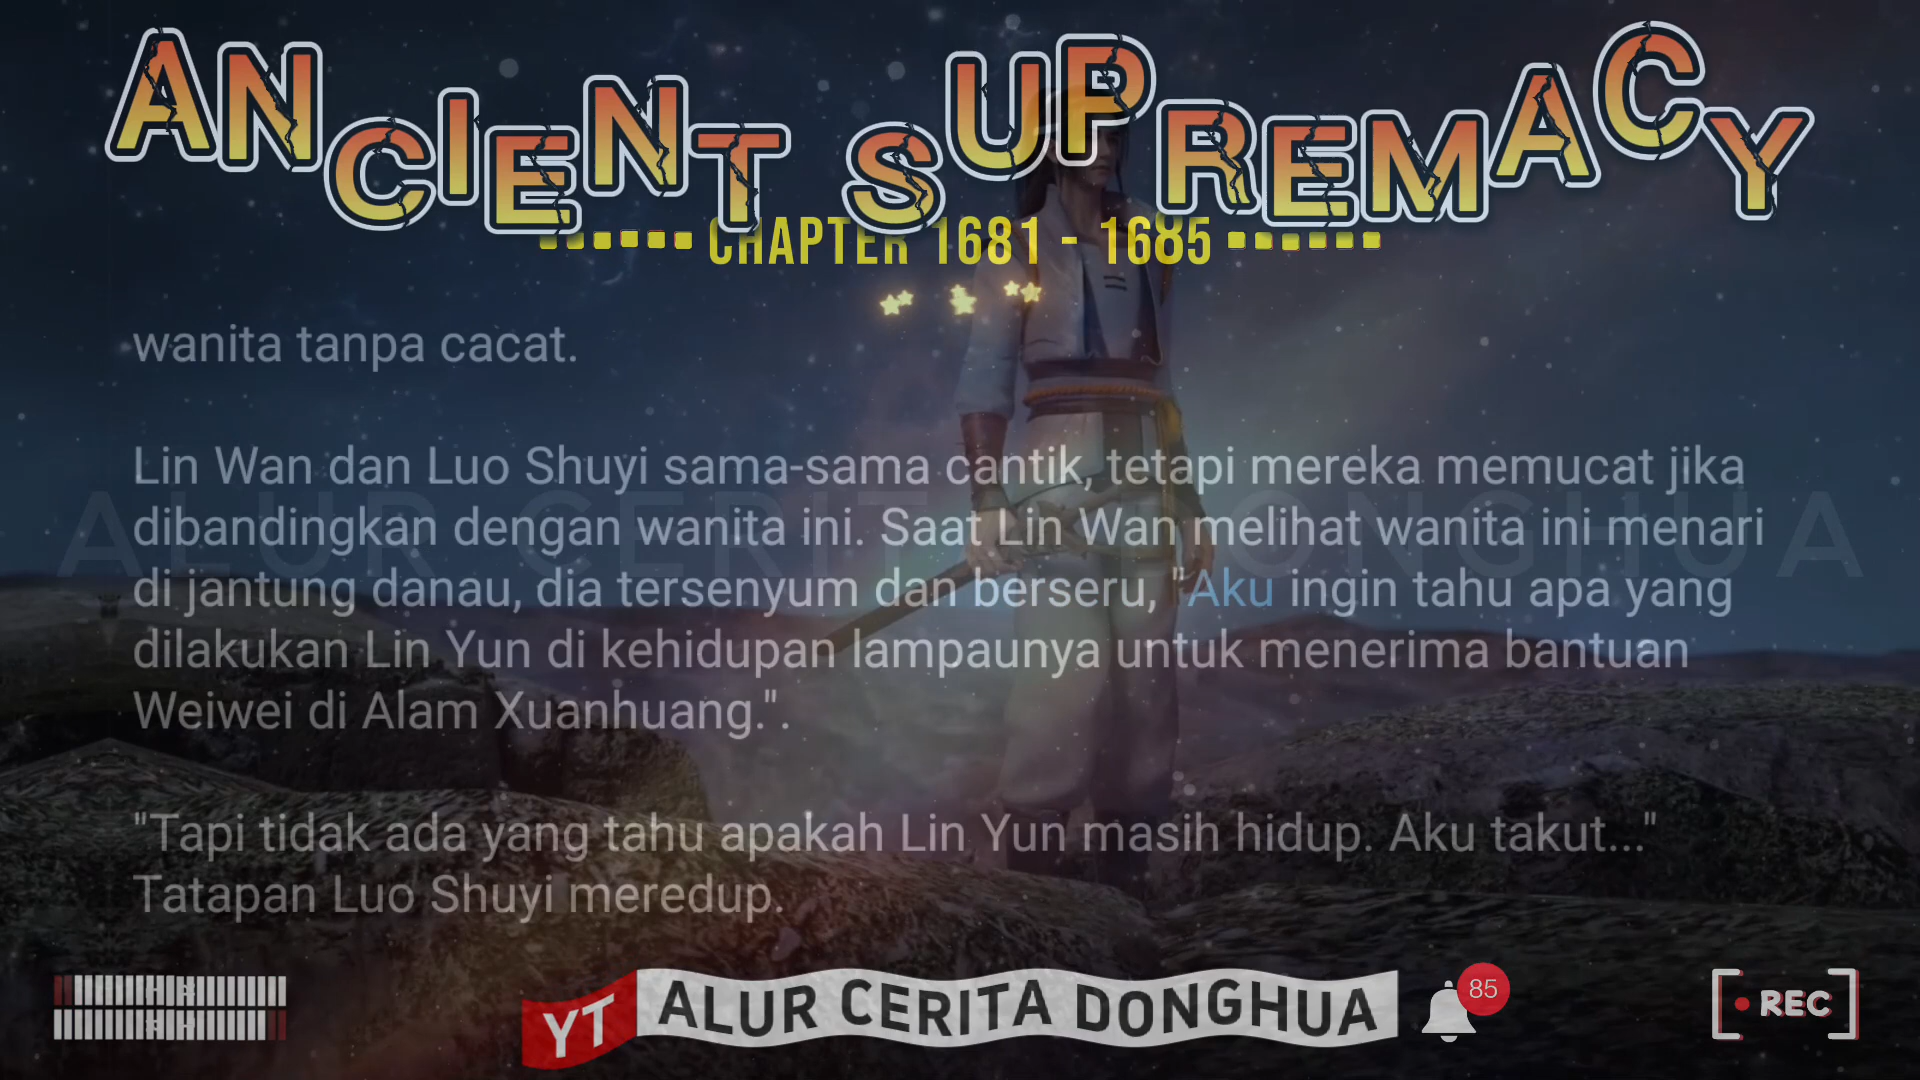 ANCIENT SUPREMACY
CHAPTER 1681 - 1685
wanita tanpa cacat.
Lin Wan dan Luo Shuyi sama-sama cantik, tetapi mereka memucat jika
dibandingkan dengan wanita ini. Saat Lin Wan melihat wanita ini menari
di jantung danau, dia tersenyum dan berseru, "Aku ingin tahu apa yang
dilakukan Lin Yun di kehidupan lampaunya untuk menerima bantuan
Weiwei di Alam Xuanhuang.".
"Tapi tidak ada yang tahu apakah Lin Yun masih hidup. Aku takut..."
Tatapan Luo Shuyi meredup.
ALUR CERITA DONGHUA
YT ALUR CERITA DONGHUA
85
REC